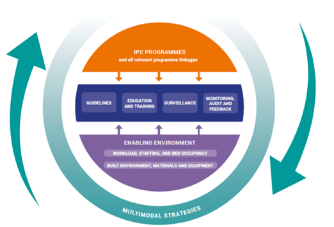 IPC PROGRAMMES
and all relevant programme linkages
GUIDELINES
EDUCATION
AND TRAINING
SURVEILLANCE
MONITORING,
AUDIT AND
FEEDBACK
ENABLING ENVIRONMENT
WORKLOAD, STAFFING, AND BED OCCUPANCY
BUILT ENVIRONMENT, MATERIALS AND EQUIPMENT
MULTIMODAL STRATEGIES